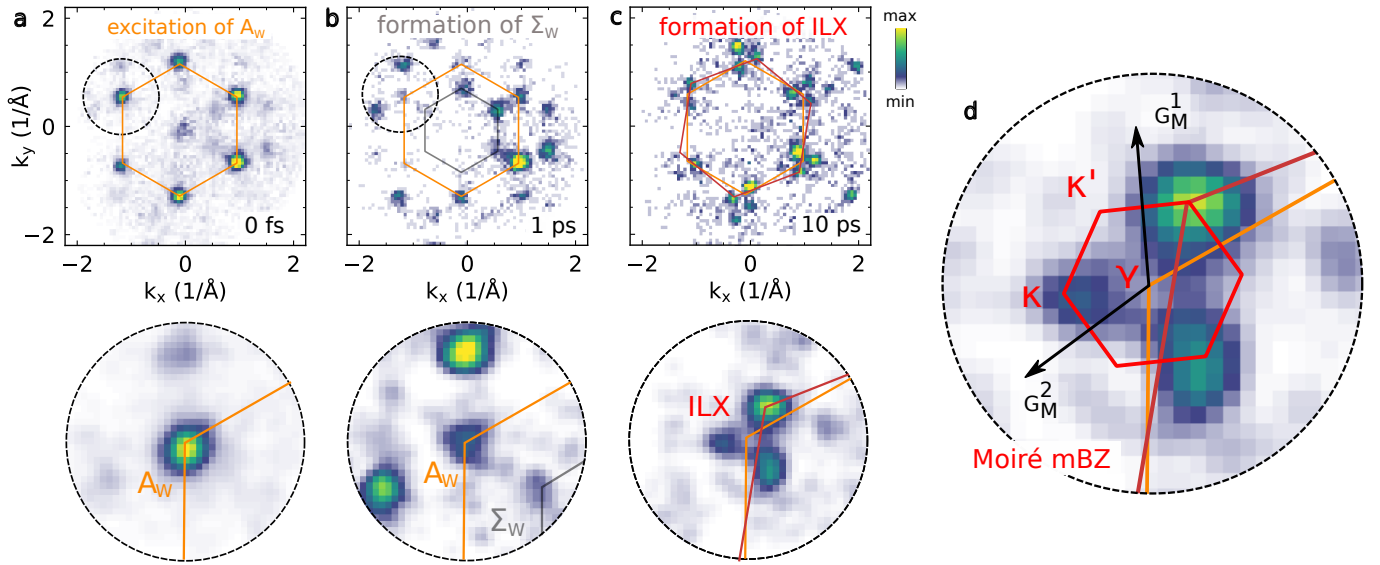 a
excitation of A_W
2
0
−2
k_y (1/Å)
0 fs
−2 0 2
k_x (1/Å)
b
formation of Σ_W
1 ps
−2 0 2
k_x (1/Å)
c
formation of ILX
10 ps
−2 0 2
k_x (1/Å)
max
min
A_W
A_W
Σ_W
ILX
d
G_M^1
κ'
κ
γ
G_M^2
Moiré mBZ